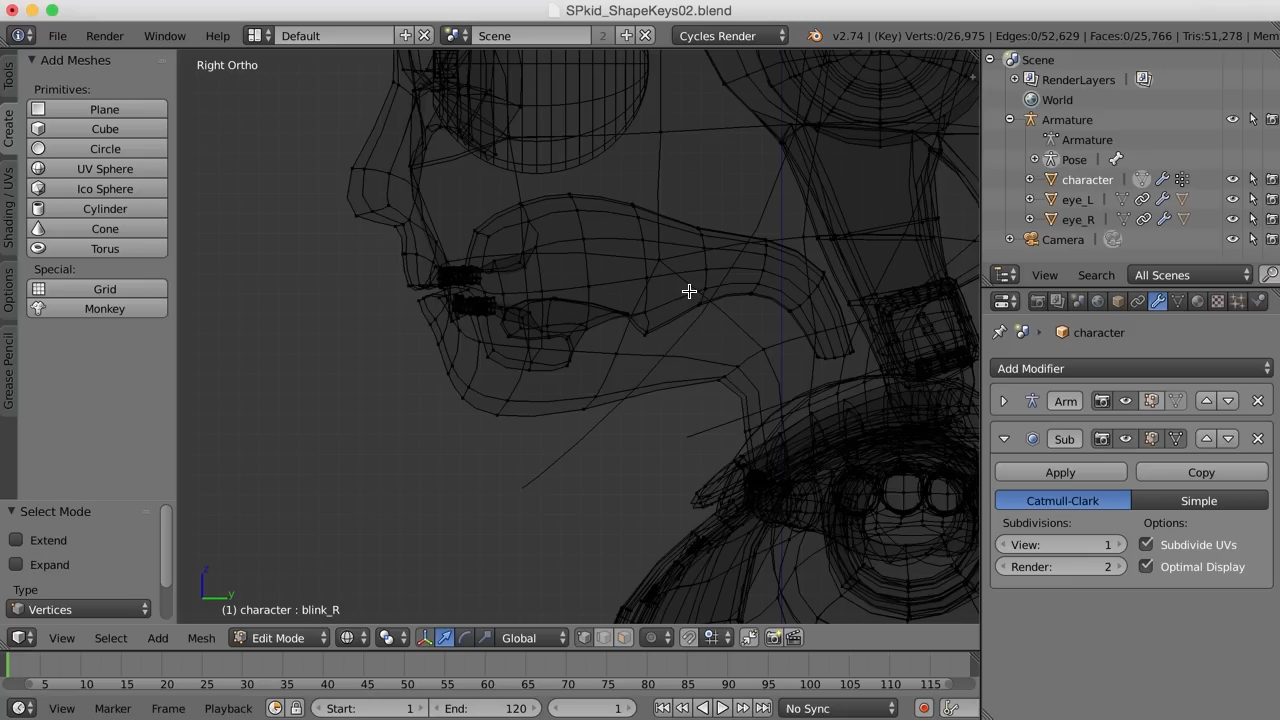 SPkid_ShapeKeys02.blend
File Render Window Help Default Scene 2 Cycles Render v2.74 | (Key) Verts:0/26,975 | Edges:0/52,629 | Faces:0/25,766 | Tris:51,278 | Mem
Tools
Create
Shading / UVs
Options
Grease Pencil
Add Meshes
Primitives:
Plane
Cube
Circle
UV Sphere
Ico Sphere
Cylinder
Cone
Torus
Special:
Grid
Monkey
Select Mode
Extend
Expand
Type
Vertices
Right Ortho
z
y
(1) character : blink_R
View Select Add Mesh Edit Mode Global
5 10 15 20 25 30 35 40 45 50 55 60 65 70 75 80 85 90 95 100 105 110 115
View Marker Frame Playback Start: 1 End: 120 1 No Sync
Scene
RenderLayers
World
Armature
Armature
Pose
character
eye_L
eye_R
Camera
View Search All Scenes
character
Add Modifier
Arm
Sub
Apply Copy
Catmull-Clark Simple
Subdivisions: Options:
View: 1 Subdivide UVs
Render: 2 Optimal Display